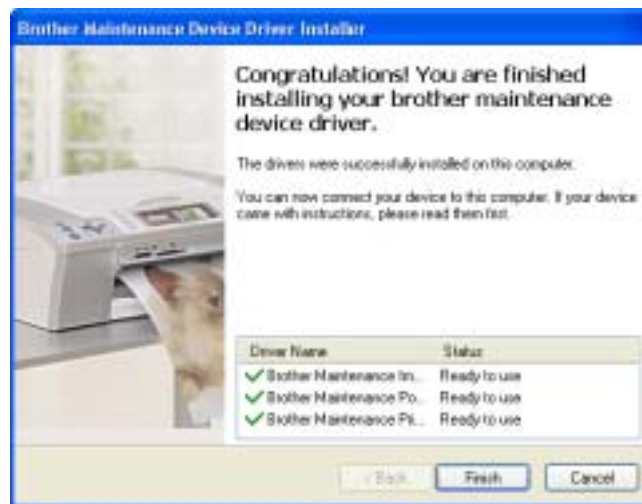 Brother Maintenance Device Driver Installer
Congratulations! You are finished
installing your brother maintenance
device driver.
The drivers were successfully installed on this computer.
You can now connect your device to this computer. If your device
came with instructions, please read them first.
Driver Name Status
Brother Maintenance Im... Ready to use
Brother Maintenance Po... Ready to use
Brother Maintenance Pri... Ready to use
< Back Finish Cancel